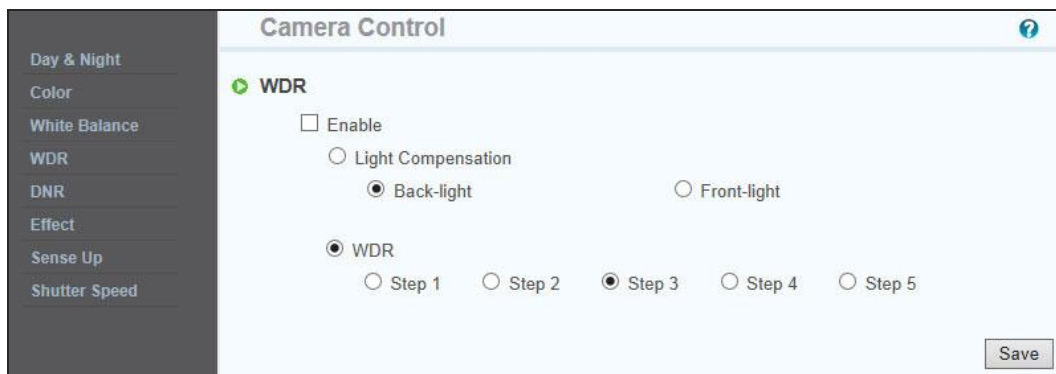 Camera Control
Day & Night
Color
White Balance
WDR
DNR
Effect
Sense Up
Shutter Speed
WDR
Enable
Light Compensation
Back-light Front-light
WDR
Step 1 Step 2 Step 3 Step 4 Step 5
Save